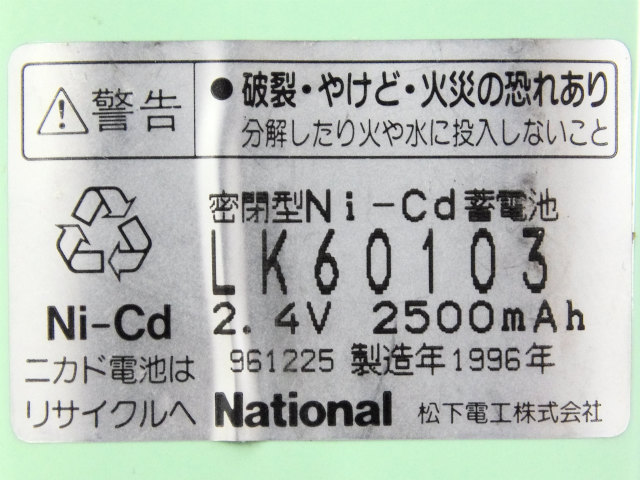 警告
●破裂・やけど・火災の恐れあり
分解したり火や水に投入しないこと
密閉型Ni-Cd蓄電池
LK60103
2.4V 2500mAh
961225 製造年1996年
Ni-Cd
ニカド電池は
リサイクルへ
National 松下電工株式会社